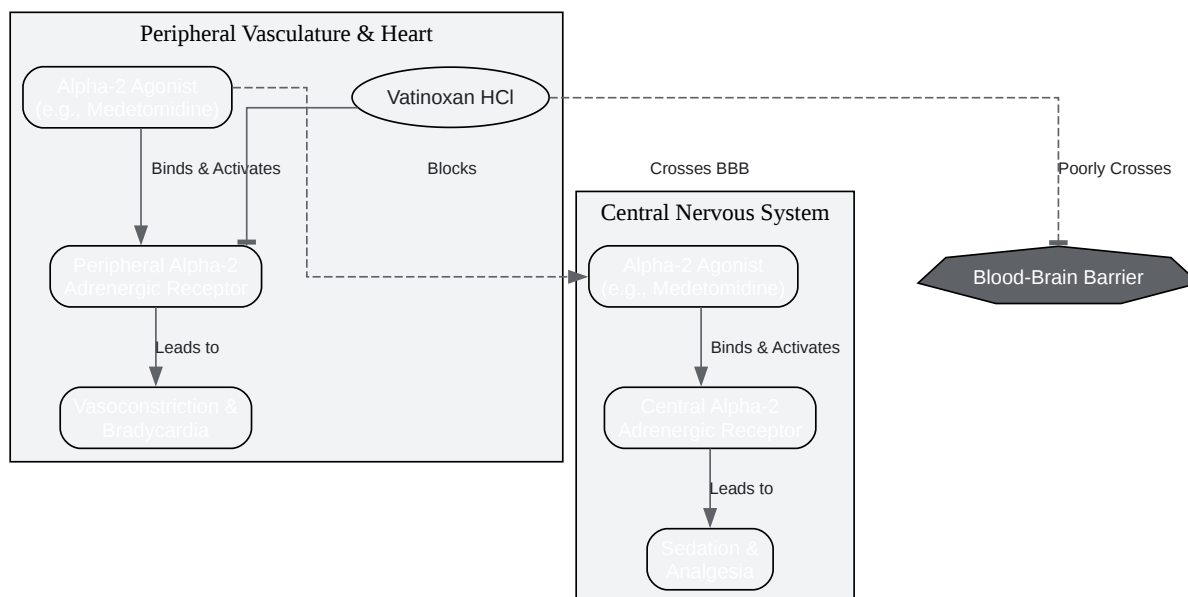 Peripheral Vasculature & Heart
Alpha-2 Agonist
(e.g., Medetomidine)
Vatinoxan HCl
Binds & Activates
Blocks
Crosses BBB
Poorly Crosses
Central Nervous System
Peripheral Alpha-2
Adrenergic Receptor
Alpha-2 Agonist
(e.g., Medetomidine)
Blood-Brain Barrier
Leads to
Binds & Activates
Vasoconstriction &
Bradycardia
Central Alpha-2
Adrenergic Receptor
Leads to
Sedation &
Analgesia